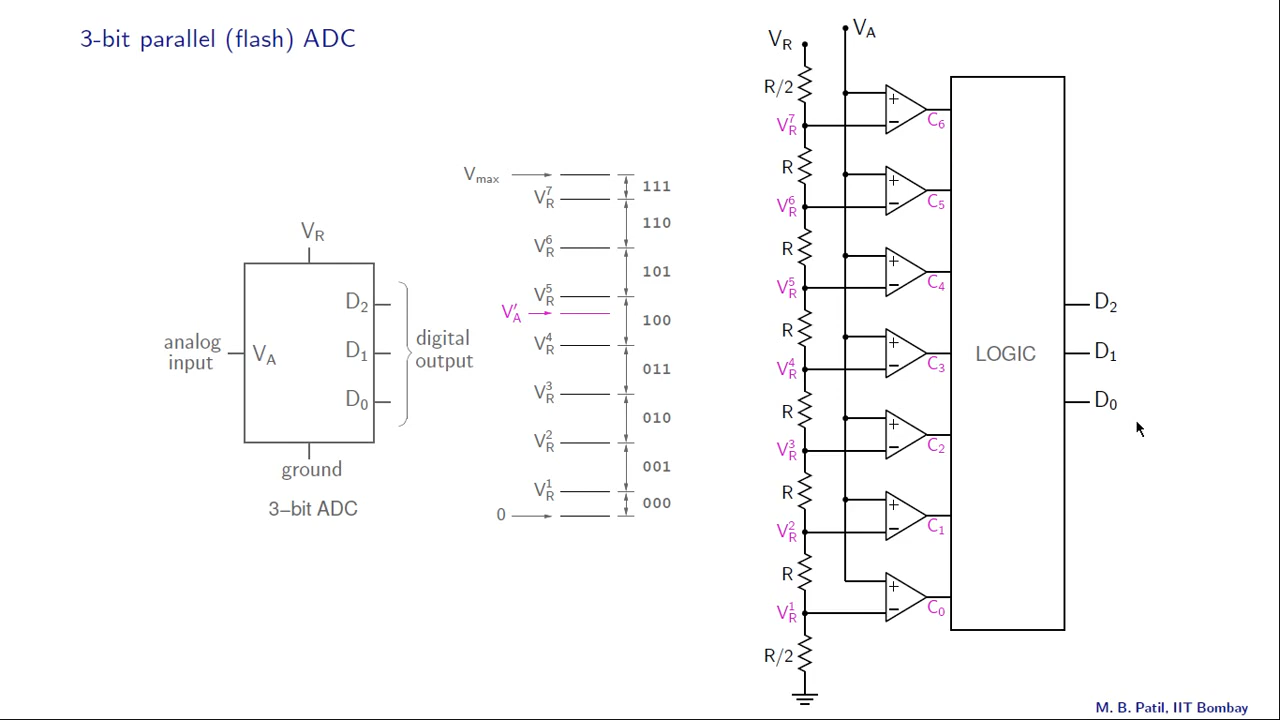 3-bit parallel (flash) ADC
V_R
analog
input
V_A
D_2
D_1
D_0
digital
output
ground
3−bit ADC
V_max
V_R^7
V_R^6
V_R^5
V′_A
V_R^4
V_R^3
V_R^2
V_R^1
0
111
110
101
100
011
010
001
000
V_R
V_A
R/2
V_R^7
R
V_R^6
R
V_R^5
R
V_R^4
R
V_R^3
R
V_R^2
R
V_R^1
R/2
+
−
C_6
+
−
C_5
+
−
C_4
+
−
C_3
+
−
C_2
+
−
C_1
+
−
C_0
LOGIC
D_2
D_1
D_0
M. B. Patil, IIT Bombay